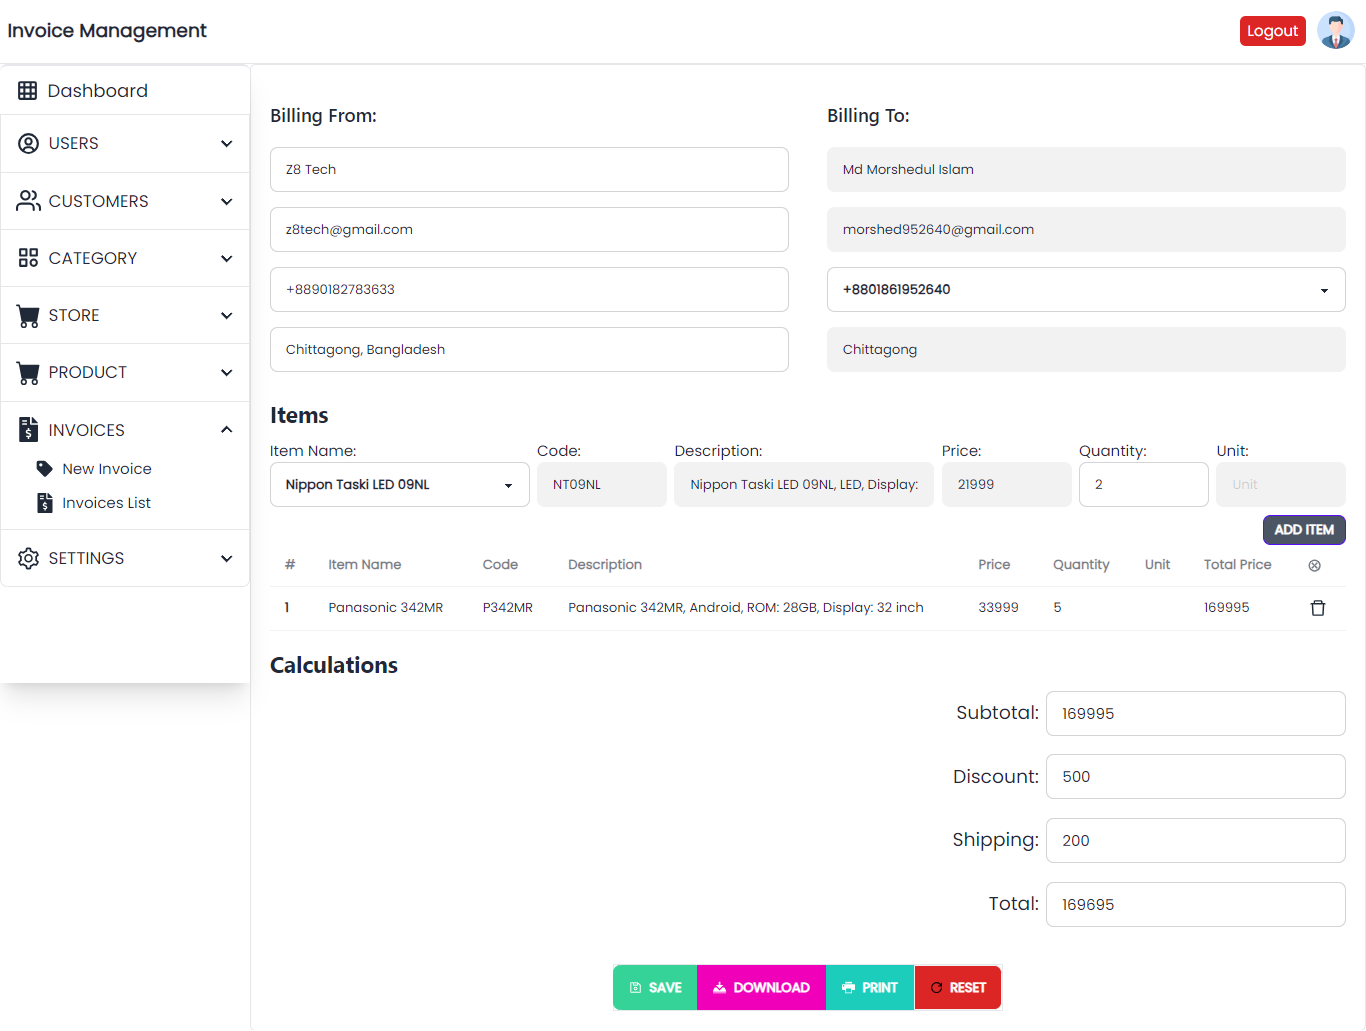 Invoice Management
Logout
Dashboard
USERS
CUSTOMERS
CATEGORY
STORE
PRODUCT
INVOICES
New Invoice
Invoices List
SETTINGS
Billing From:
Z8 Tech
z8tech@gmail.com
+8890182783633
Chittagong, Bangladesh
Billing To:
Md Morshedul Islam
morshed952640@gmail.com
+8801861952640
Chittagong
Items
Item Name: Code: Description: Price: Quantity: Unit:
Nippon Taski LED 09NL NT09NL Nippon Taski LED 09NL, LED, Display: 21999 2 Unit
ADD ITEM
# Item Name Code Description Price Quantity Unit Total Price
1 Panasonic 342MR P342MR Panasonic 342MR, Android, ROM: 28GB, Display: 32 inch 33999 5 169995
Calculations
Subtotal: 169995
Discount: 500
Shipping: 200
Total: 169695
SAVE DOWNLOAD PRINT RESET